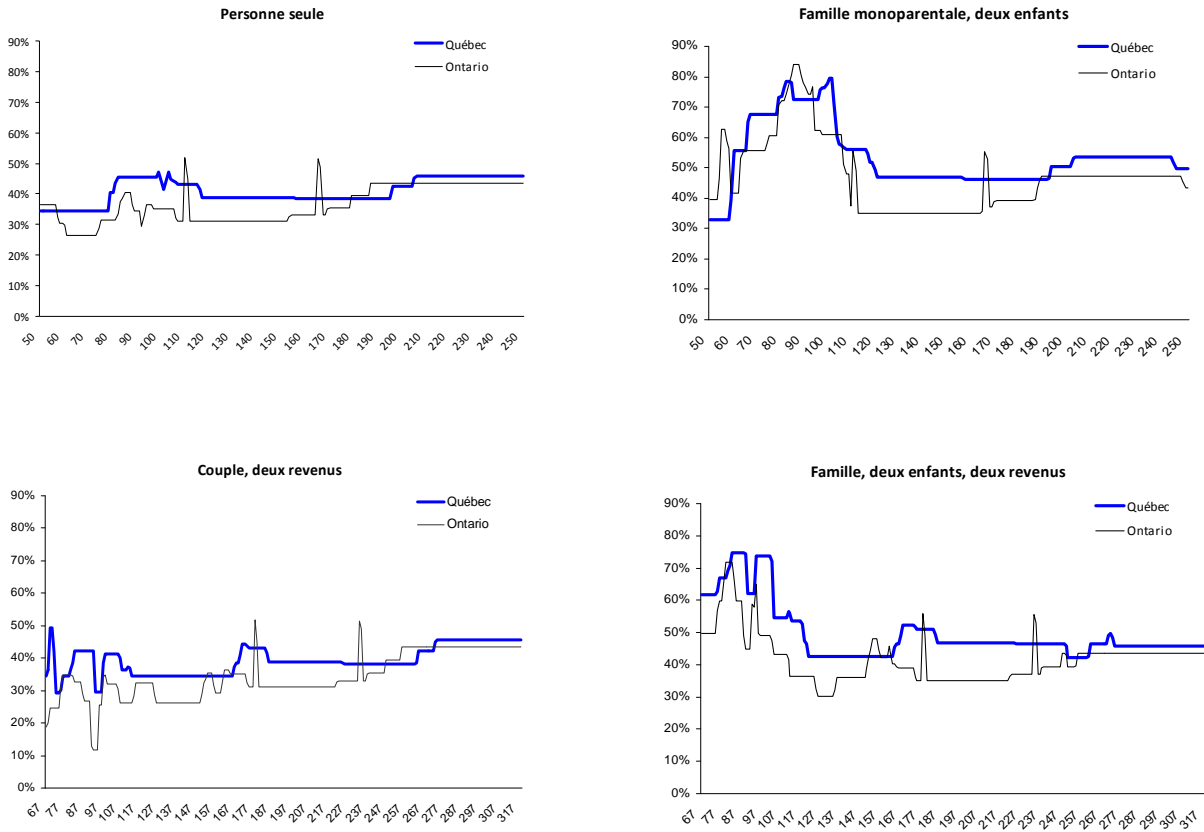 Personne seule
90%
80%
70%
60%
50%
40%
30%
20%
10%
0%
Québec
Ontario
50 60 70 80 90 100 110 120 130 140 150 160 170 180 190 200 210 220 230 240 250
Famille monoparentale, deux enfants
90%
80%
70%
60%
50%
40%
30%
20%
10%
0%
Québec
Ontario
50 60 70 80 90 100 110 120 130 140 150 160 170 180 190 200 210 220 230 240 250
Couple, deux revenus
90%
80%
70%
60%
50%
40%
30%
20%
10%
0%
Québec
Ontario
67 77 87 97 107 117 127 137 147 157 167 177 187 197 207 217 227 237 247 257 267 277 287 297 307 317
Famille, deux enfants, deux revenus
90%
80%
70%
60%
50%
40%
30%
20%
10%
0%
Québec
Ontario
67 77 87 97 107 117 127 137 147 157 167 177 187 197 207 217 227 237 247 257 267 277 287 297 307 317